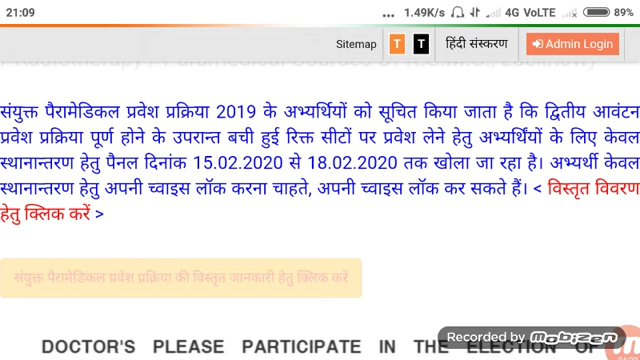 21:09 ... 1.49K/s 4G VoLTE 89%
Sitemap T T हिंदी संस्करण Admin Login
संयुक्त पैरामेडिकल प्रवेश प्रक्रिया 2019 के अभ्यर्थियों को सूचित किया जाता है कि द्वितीय आवंटन
प्रवेश प्रक्रिया पूर्ण होने के उपरान्त बची हुई रिक्त सीटों पर प्रवेश लेने हेतु अभ्यर्थियों के लिए केवल
स्थानान्तरण हेतु पैनल दिनांक 15.02.2020 से 18.02.2020 तक खोला जा रहा है। अभ्यर्थी केवल
स्थानान्तरण हेतु अपनी च्वाइस लॉक करना चाहते, अपनी च्वाइस लॉक कर सकते हैं। < विस्तृत विवरण
हेतु क्लिक करें >
संयुक्त पैरामेडिकल प्रवेश प्रक्रिया की विस्तृत जानकारी हेतु क्लिक करें
DOCTOR'S PLEASE PARTICIPATE IN THE ELECTION OF
Recorded by Mobizen